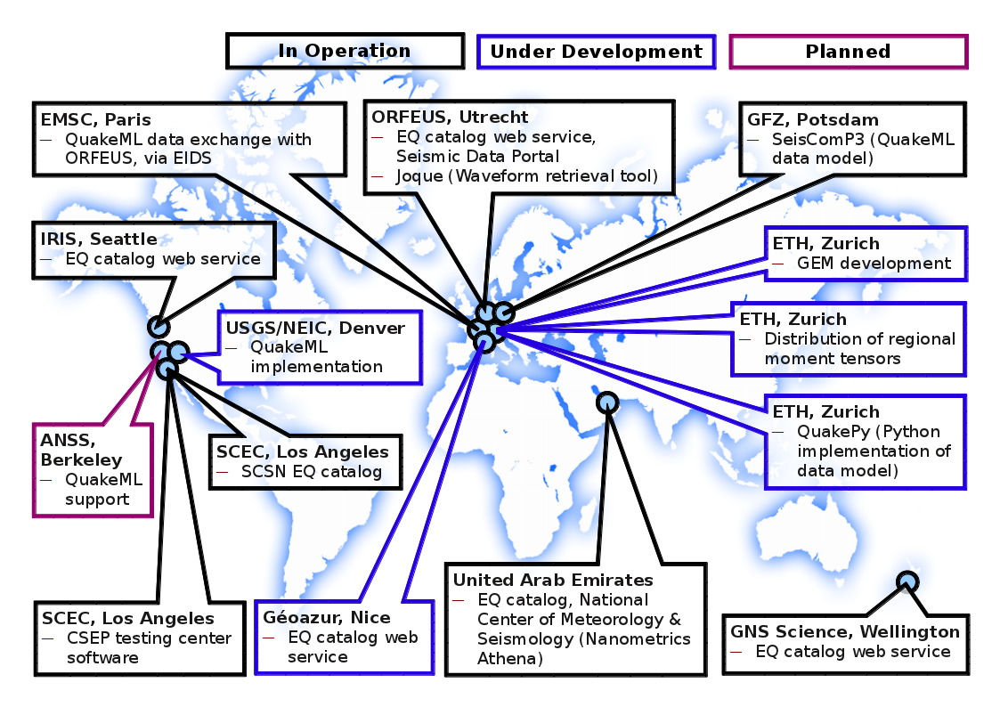 In Operation
Under Development
Planned
EMSC, Paris
— QuakeML data exchange with
ORFEUS, via EIDS
ORFEUS, Utrecht
— EQ catalog web service,
Seismic Data Portal
— Joque (Waveform retrieval tool)
GFZ, Potsdam
— SeisComP3 (QuakeML
data model)
IRIS, Seattle
— EQ catalog web service
ETH, Zurich
— GEM development
USGS/NEIC, Denver
— QuakeML
implementation
ETH, Zurich
— Distribution of regional
moment tensors
ETH, Zurich
— QuakePy (Python
implementation of
data model)
ANSS,
Berkeley
— QuakeML
support
SCEC, Los Angeles
— SCSN EQ catalog
SCEC, Los Angeles
— CSEP testing center
software
Géoazur, Nice
— EQ catalog web
service
United Arab Emirates
— EQ catalog, National
Center of Meteorology &
Seismology (Nanometrics
Athena)
GNS Science, Wellington
— EQ catalog web service